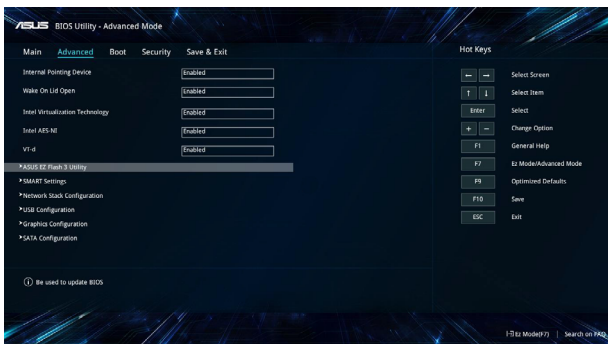 ASUS BIOS Utility - Advanced Mode
Main Advanced Boot Security Save & Exit
Hot Keys
Internal Pointing Device Enabled
Wake On Lid Open Enabled
Intel Virtualization Technology Enabled
Intel AES-NI Enabled
VT-d Enabled
>ASUS EZ Flash 3 Utility
>SMART Settings
>Network Stack Configuration
>USB Configuration
>Graphics Configuration
>SATA Configuration
← → Select Screen
↑ ↓ Select Item
Enter Select
+ - Change Option
F1 General Help
F7 Ez Mode/Advanced Mode
F9 Optimized Defaults
F10 Save
ESC Exit
Be used to update BIOS
Ez Mode(F7) | Search on FAQ